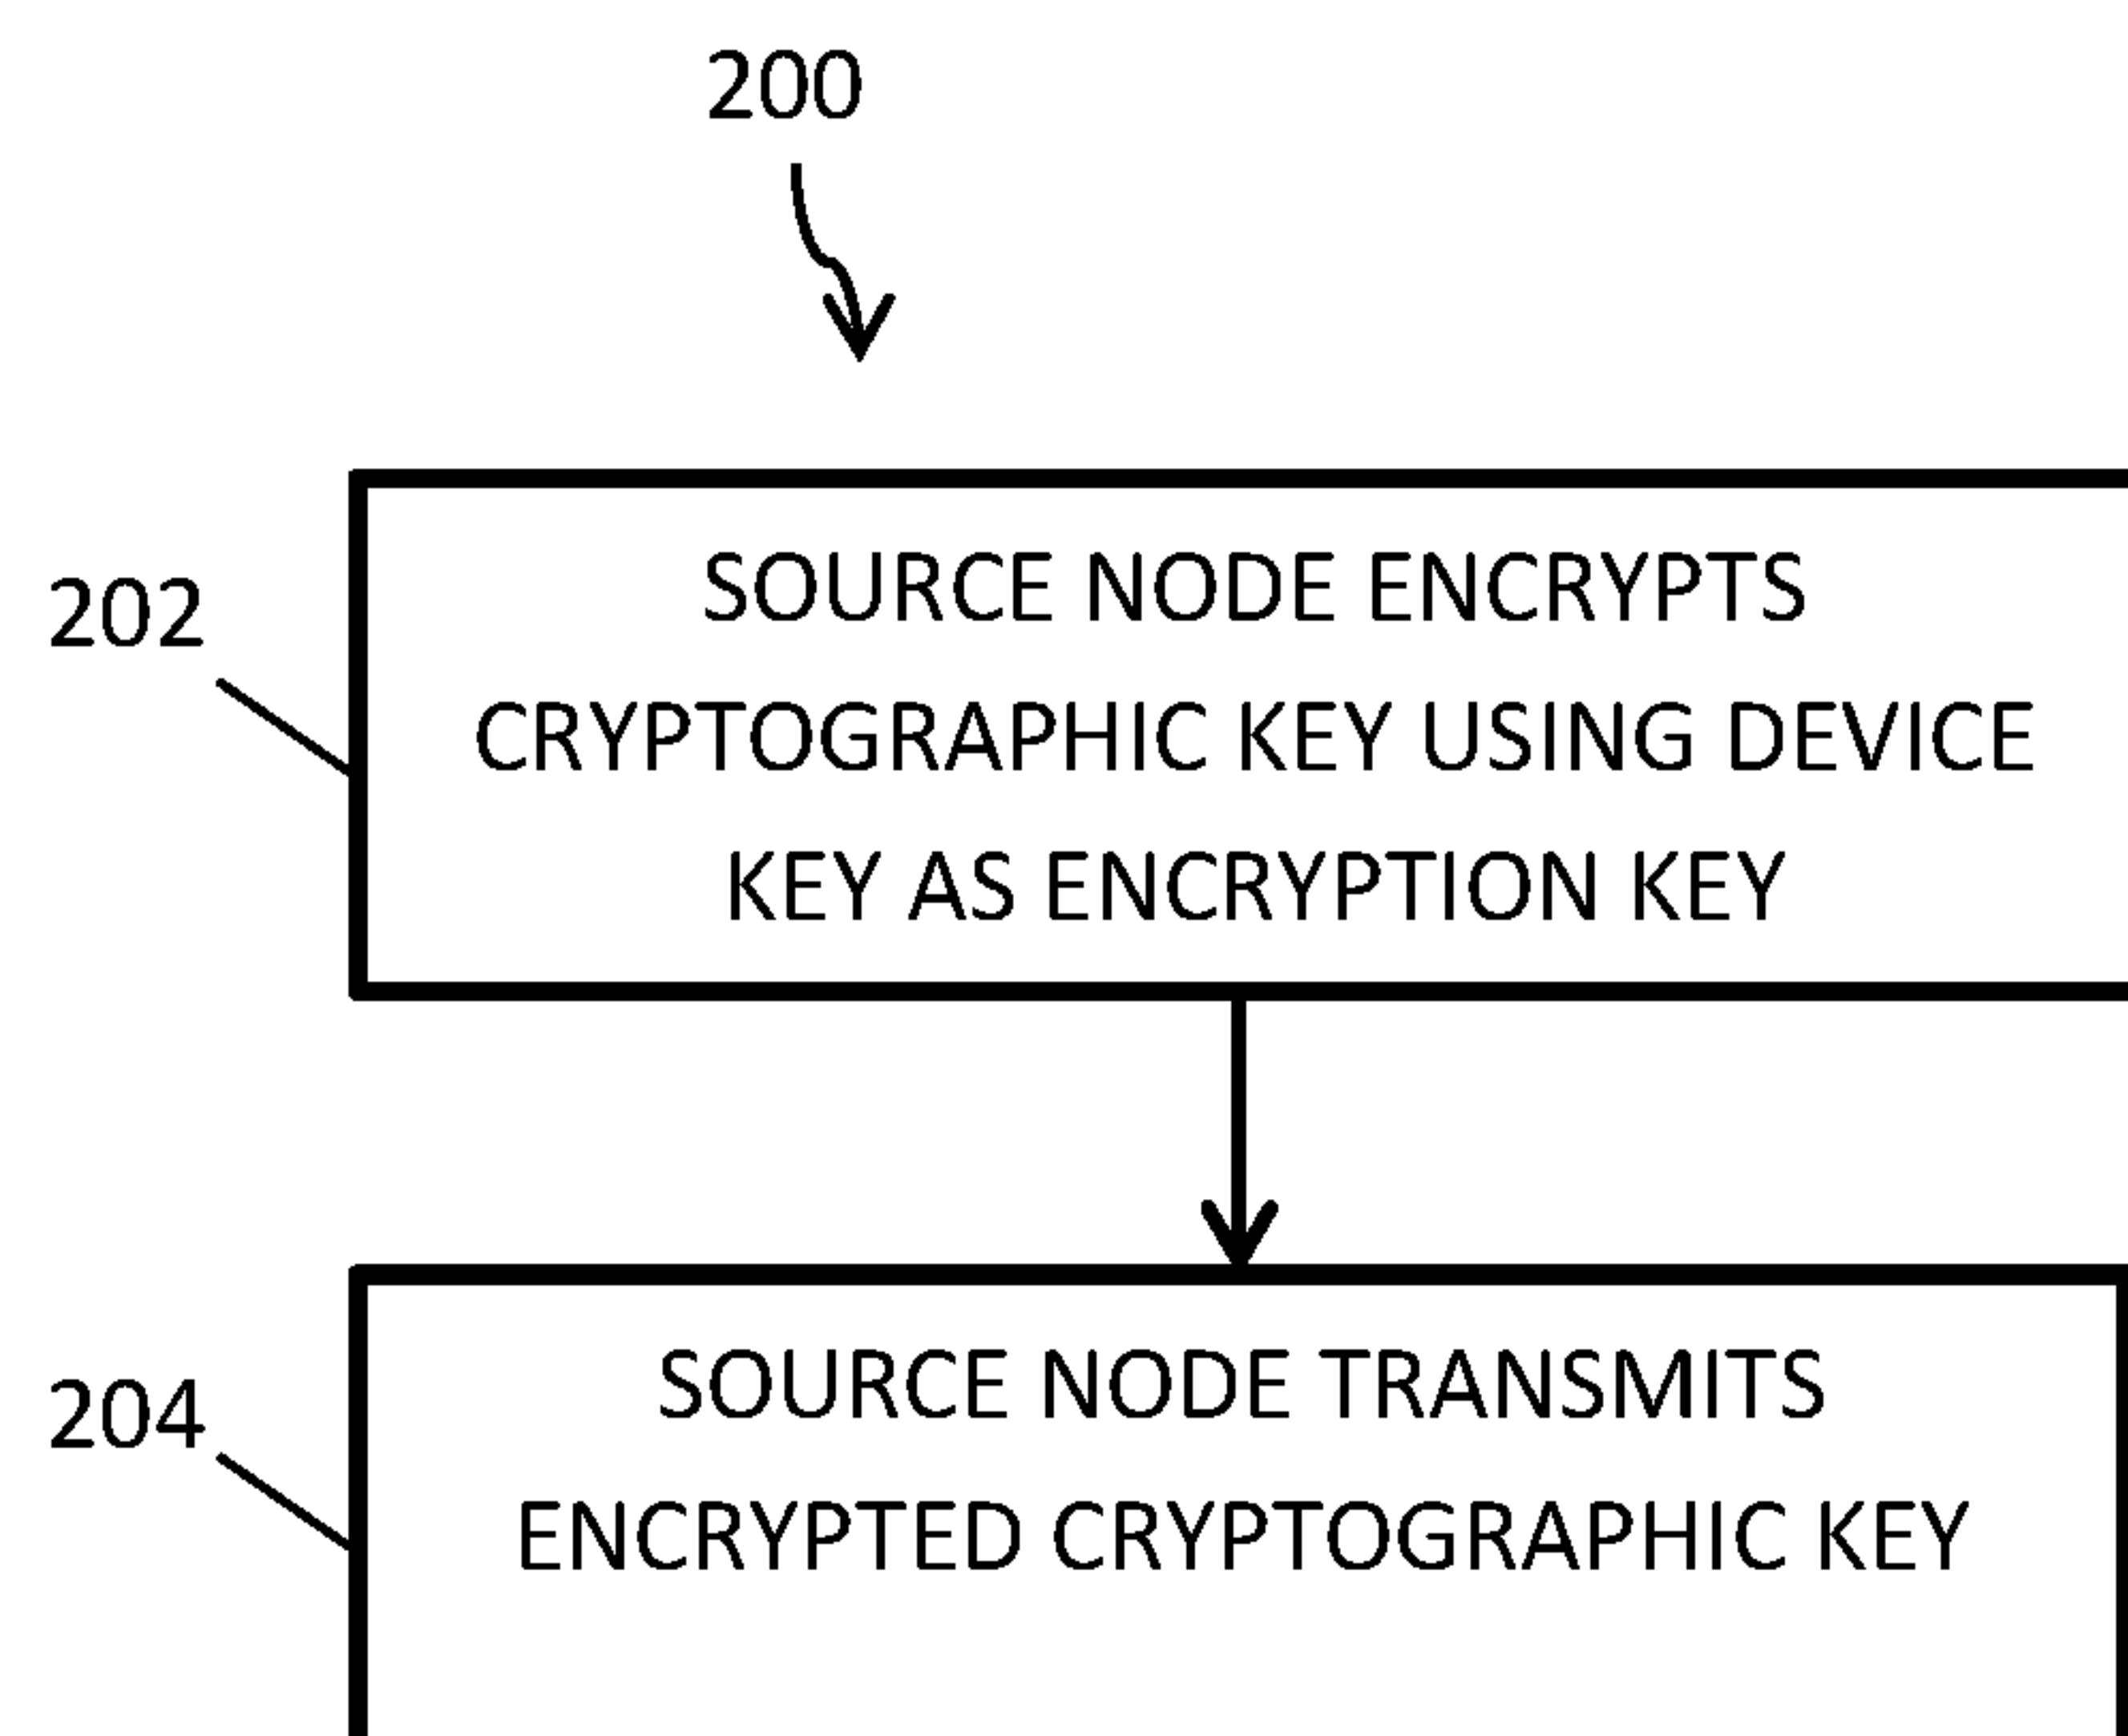 200
202
SOURCE NODE ENCRYPTS
CRYPTOGRAPHIC KEY USING DEVICE
KEY AS ENCRYPTION KEY
204
SOURCE NODE TRANSMITS
ENCRYPTED CRYPTOGRAPHIC KEY